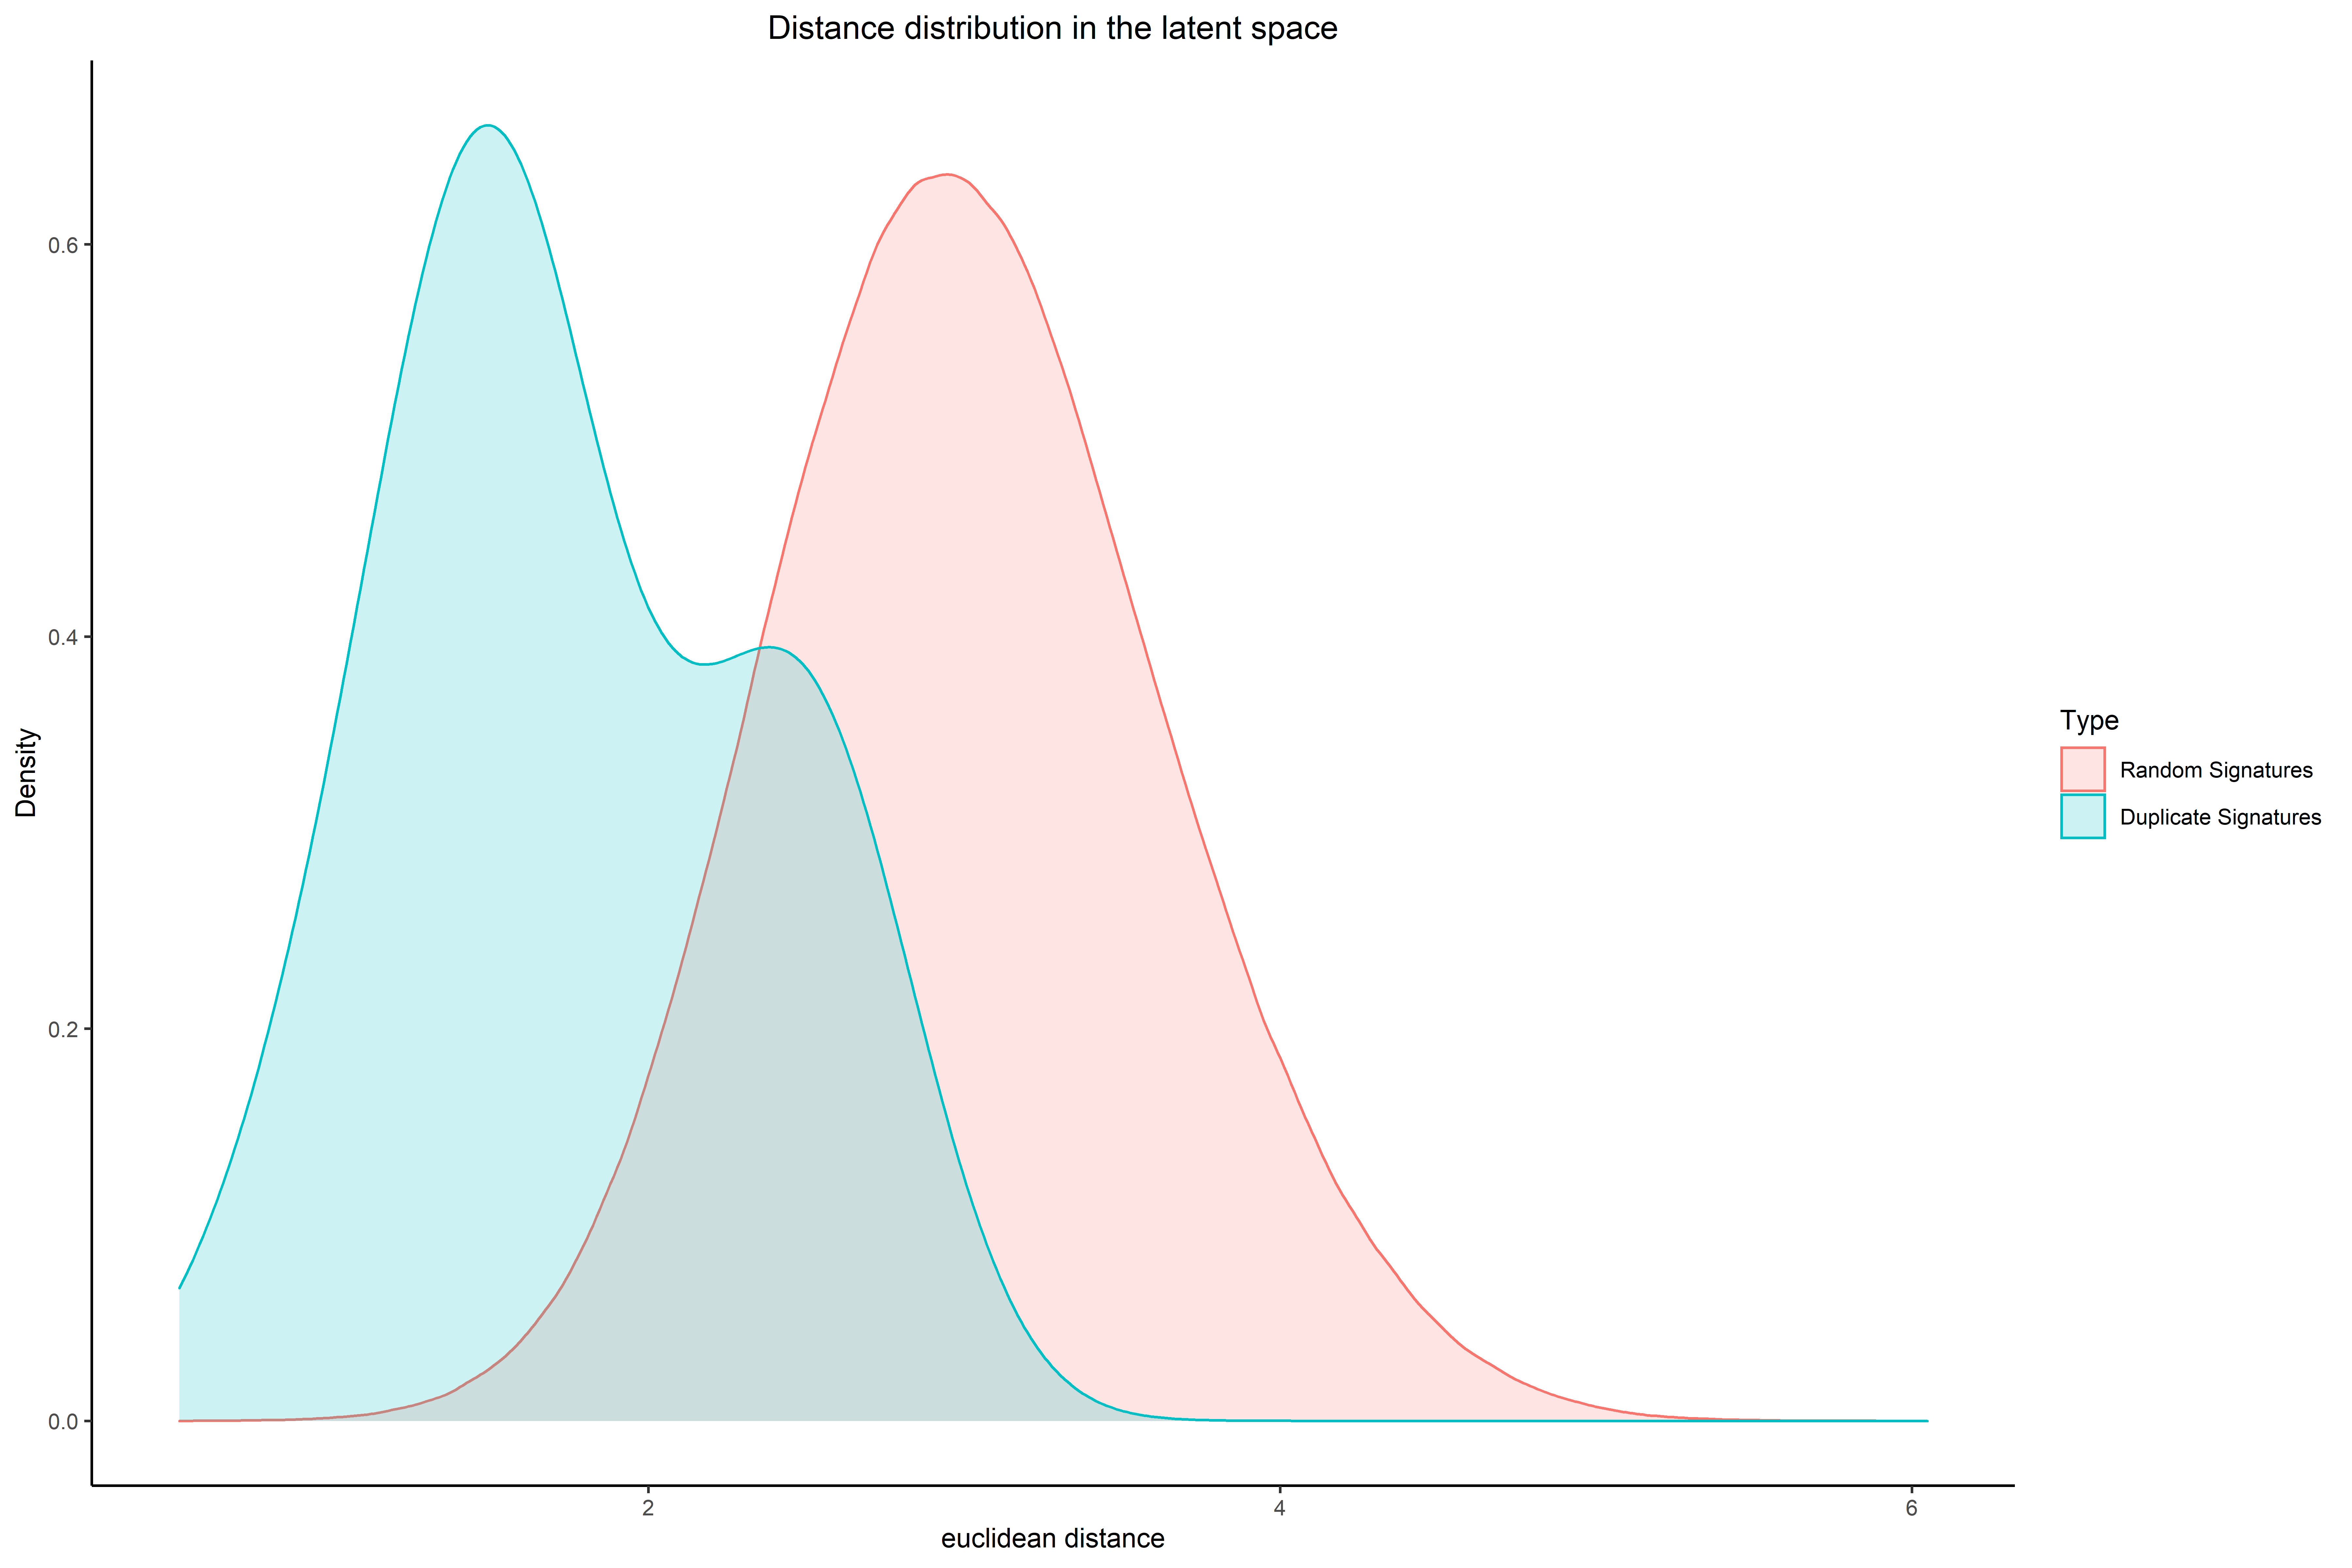 Distance distribution in the latent space
Density
0.6
0.4
0.2
0.0
2
4
6
euclidean distance
Type
Random Signatures
Duplicate Signatures